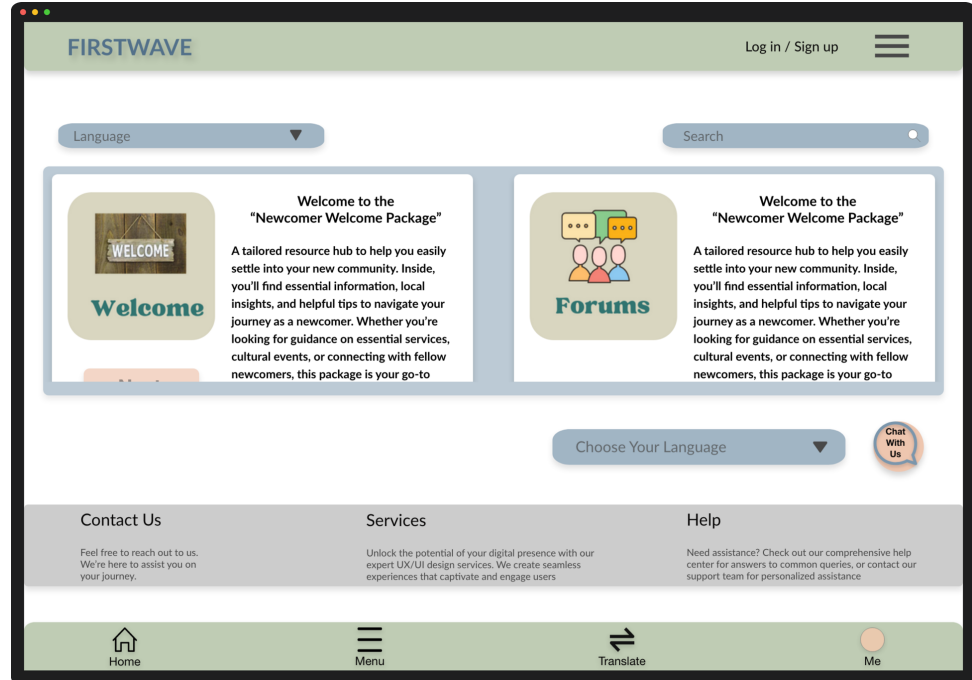 FIRSTWAVE
Log in / Sign up
Language
Search
WELCOME
Welcome
Welcome to the
“Newcomer Welcome Package”
A tailored resource hub to help you easily
settle into your new community. Inside,
you’ll find essential information, local
insights, and helpful tips to navigate your
journey as a newcomer. Whether you’re
looking for guidance on essential services,
cultural events, or connecting with fellow
newcomers, this package is your go-to
Forums
Welcome to the
“Newcomer Welcome Package”
A tailored resource hub to help you easily
settle into your new community. Inside,
you’ll find essential information, local
insights, and helpful tips to navigate your
journey as a newcomer. Whether you’re
looking for guidance on essential services,
cultural events, or connecting with fellow
newcomers, this package is your go-to
Choose Your Language
Chat
With
Us
Contact Us
Feel free to reach out to us.
We’re here to assist you on
your journey.
Services
Unlock the potential of your digital presence with our
expert UX/UI design services. We create seamless
experiences that captivate and engage users
Help
Need assistance? Check out our comprehensive help
center for answers to common queries, or contact our
support team for personalized assistance
Home
Menu
Translate
Me